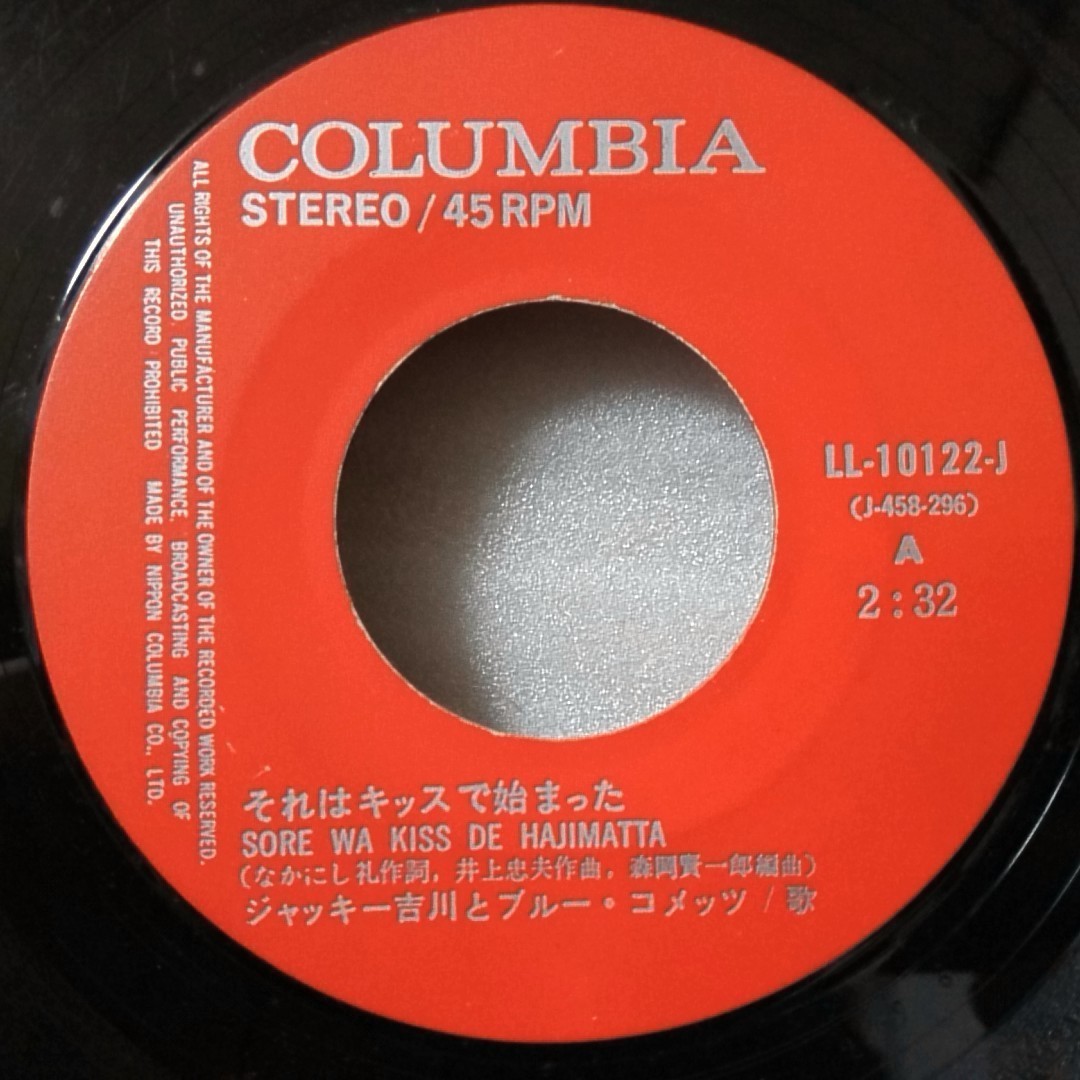 COLUMBIA
STEREO/45RPM
ALL RIGHTS OF THE MANUFACTURER AND OF THE OWNER OF THE RECORDED WORK RESERVED.
UNAUTHORIZED PUBLIC PERFORMANCE, BROADCASTING AND COPYING OF
THIS RECORD PROHIBITED MADE BY NIPPON COLUMBIA CO., LTD.
LL-10122-J
(J-458-296)
A
2:32
それはキッスで始まった
SORE WA KISS DE HAJIMATTA
(なかにし礼作詞, 井上忠夫作曲, 森岡賢一郎編曲)
ジャッキー吉川とブルー・コメッツ/歌